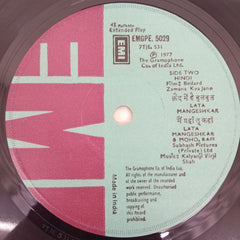 45 R.P.M.
Extended Play
EMGPE. 5029
7TJE. 531
EMI
℗ 1977
The Gramophone
Co. of India Ltd.
SIDE TWO
HINDI
Film: Bedard
Zamana Kya Jane
LATA
MANGESHKAR
मैं यहाँ तू कहाँ
LATA
MANGESHKAR
& MOHD. RAFI
Subhash Pictures
(Private) Ltd
Music: Kalyanji Virji
Shah
The Gramophone Co. of India Ltd.
All rights of the manufacturer and
of the owner of the recorded
work reserved. Unauthorised
public performance,
broadcasting and
copying of
this Record
prohibited.
Made in India